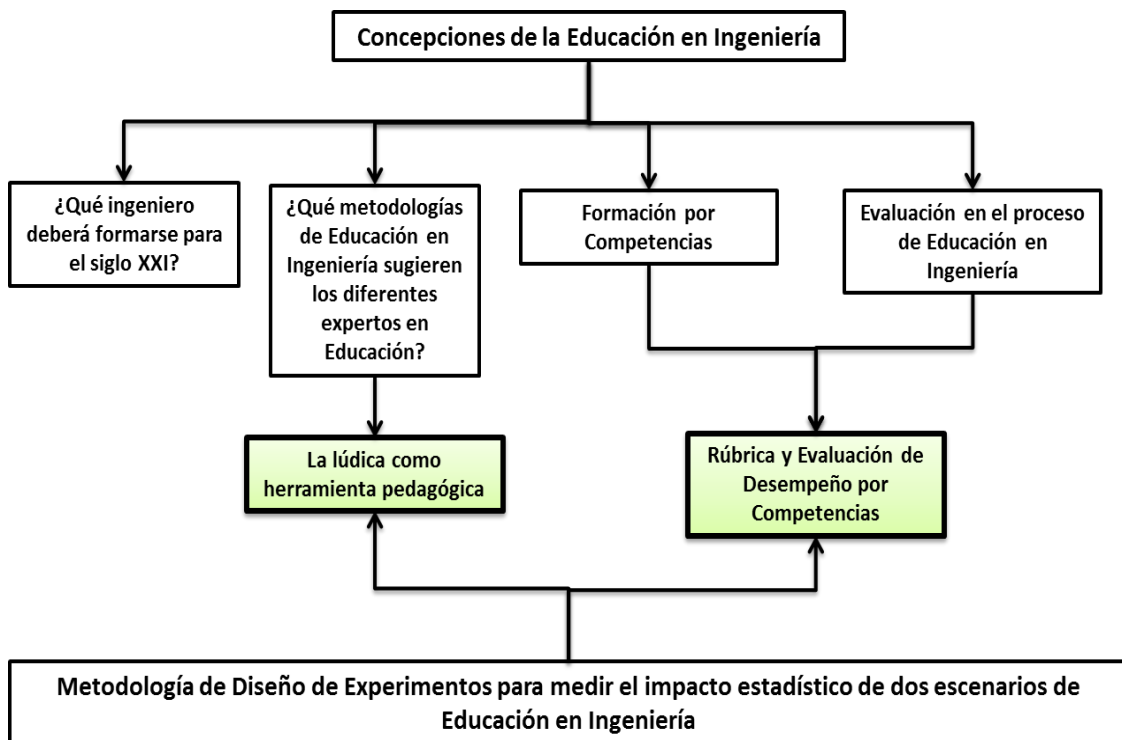 Concepciones de la Educación en Ingeniería
¿Qué ingeniero
deberá formarse para
el siglo XXI?
¿Qué metodologías
de Educación en
Ingeniería sugieren
los diferentes
expertos en
Educación?
Formación por
Competencias
Evaluación en el proceso
de Educación en
Ingeniería
La lúdica como
herramienta pedagógica
Rúbrica y Evaluación de
Desempeño por
Competencias
Metodología de Diseño de Experimentos para medir el impacto estadístico de dos escenarios de
Educación en Ingeniería